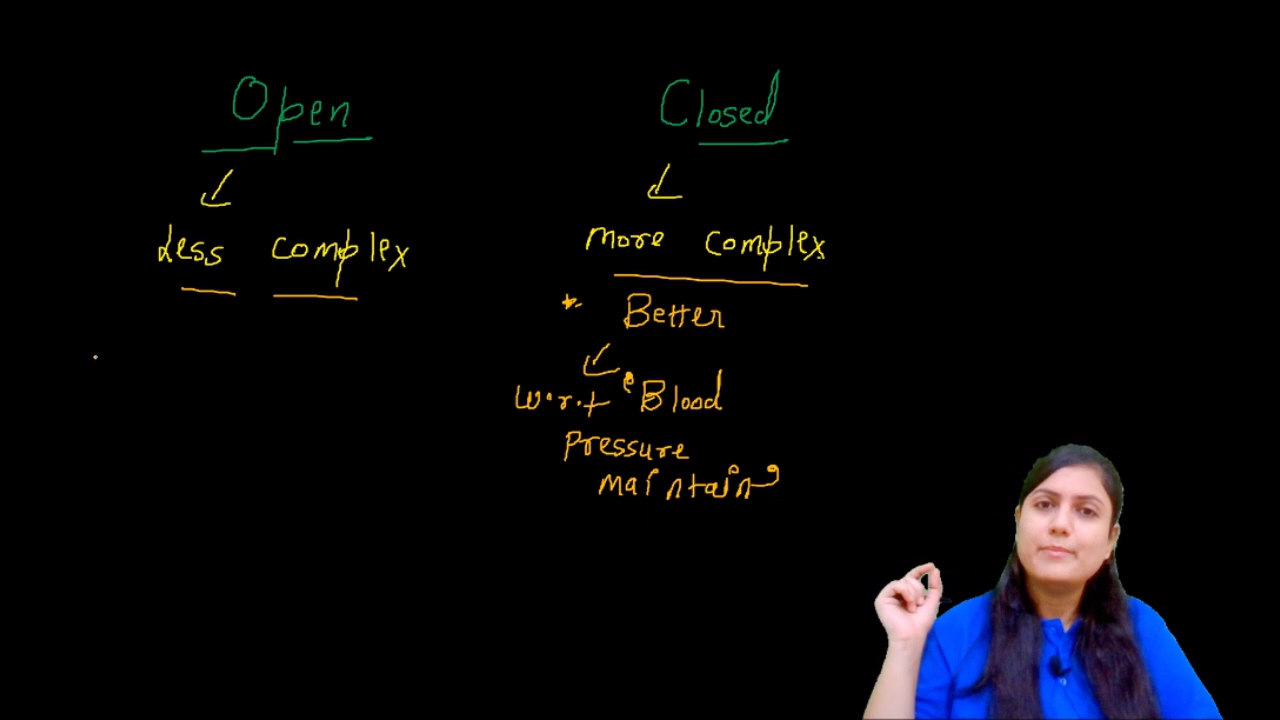 Open
Less complex
Closed
More complex
Better
w.r.t Blood
Pressure
maintain